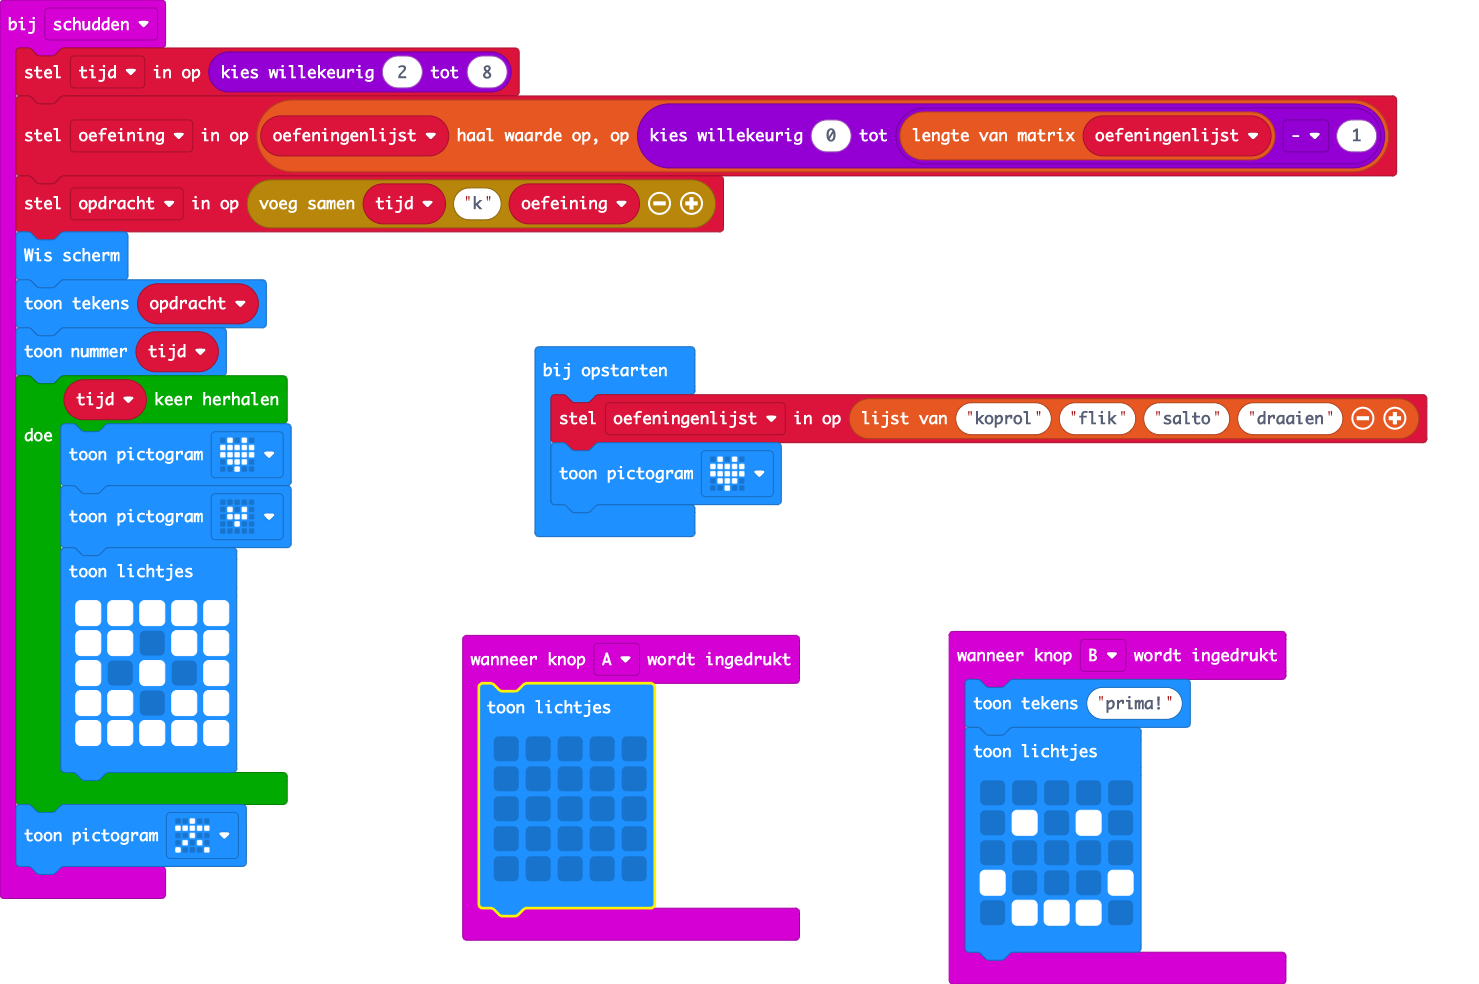 bij schudden
stel tijd in op kies willekeurig 2 tot 8
stel oefeining in op oefeningenlijst haal waarde op, op kies willekeurig 0 tot lengte van matrix oefeningenlijst - 1
stel opdracht in op voeg samen tijd "k" oefeining
Wis scherm
toon tekens opdracht
toon nummer tijd
tijd keer herhalen
doe
toon pictogram
toon pictogram
toon lichtjes
toon pictogram
bij opstarten
stel oefeningenlijst in op lijst van "koprol" "flik" "salto" "draaien"
toon pictogram
wanneer knop A wordt ingedrukt
toon lichtjes
wanneer knop B wordt ingedrukt
toon tekens "prima!"
toon lichtjes